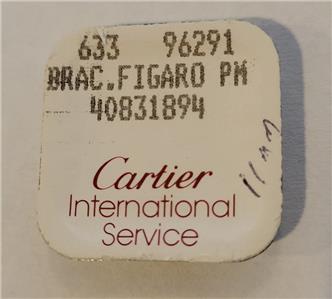 633 96291
BRAC.FIGARO PM
40831894
Cartier
International
Service